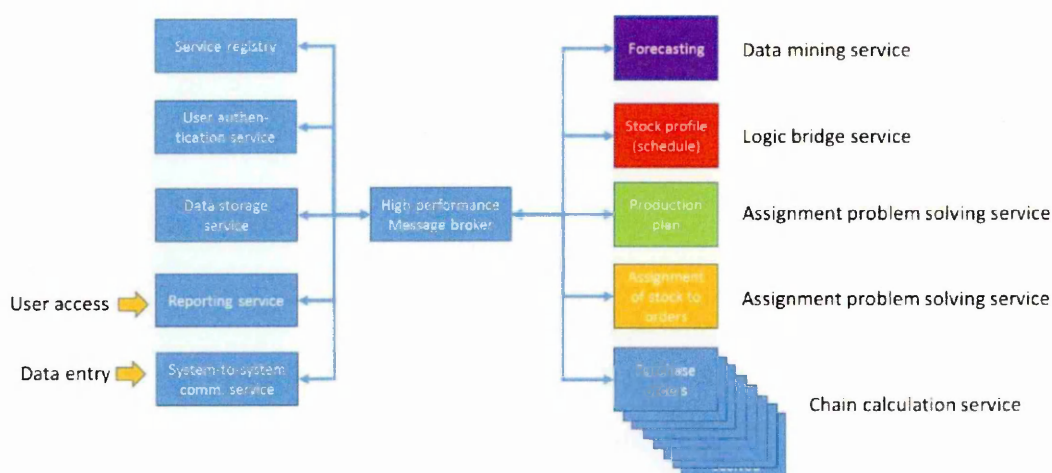 Service registry
User authen-
tication service
Data storage
service
User access
Reporting service
Data entry
System-to-system
comm. service
High performance
Message broker
Forecasting
Data mining service
Stock profile
(schedule)
Logic bridge service
Production
plan
Assignment problem solving service
Assignment
of stock to
orders
Assignment problem solving service
Purchase
Chain calculation service